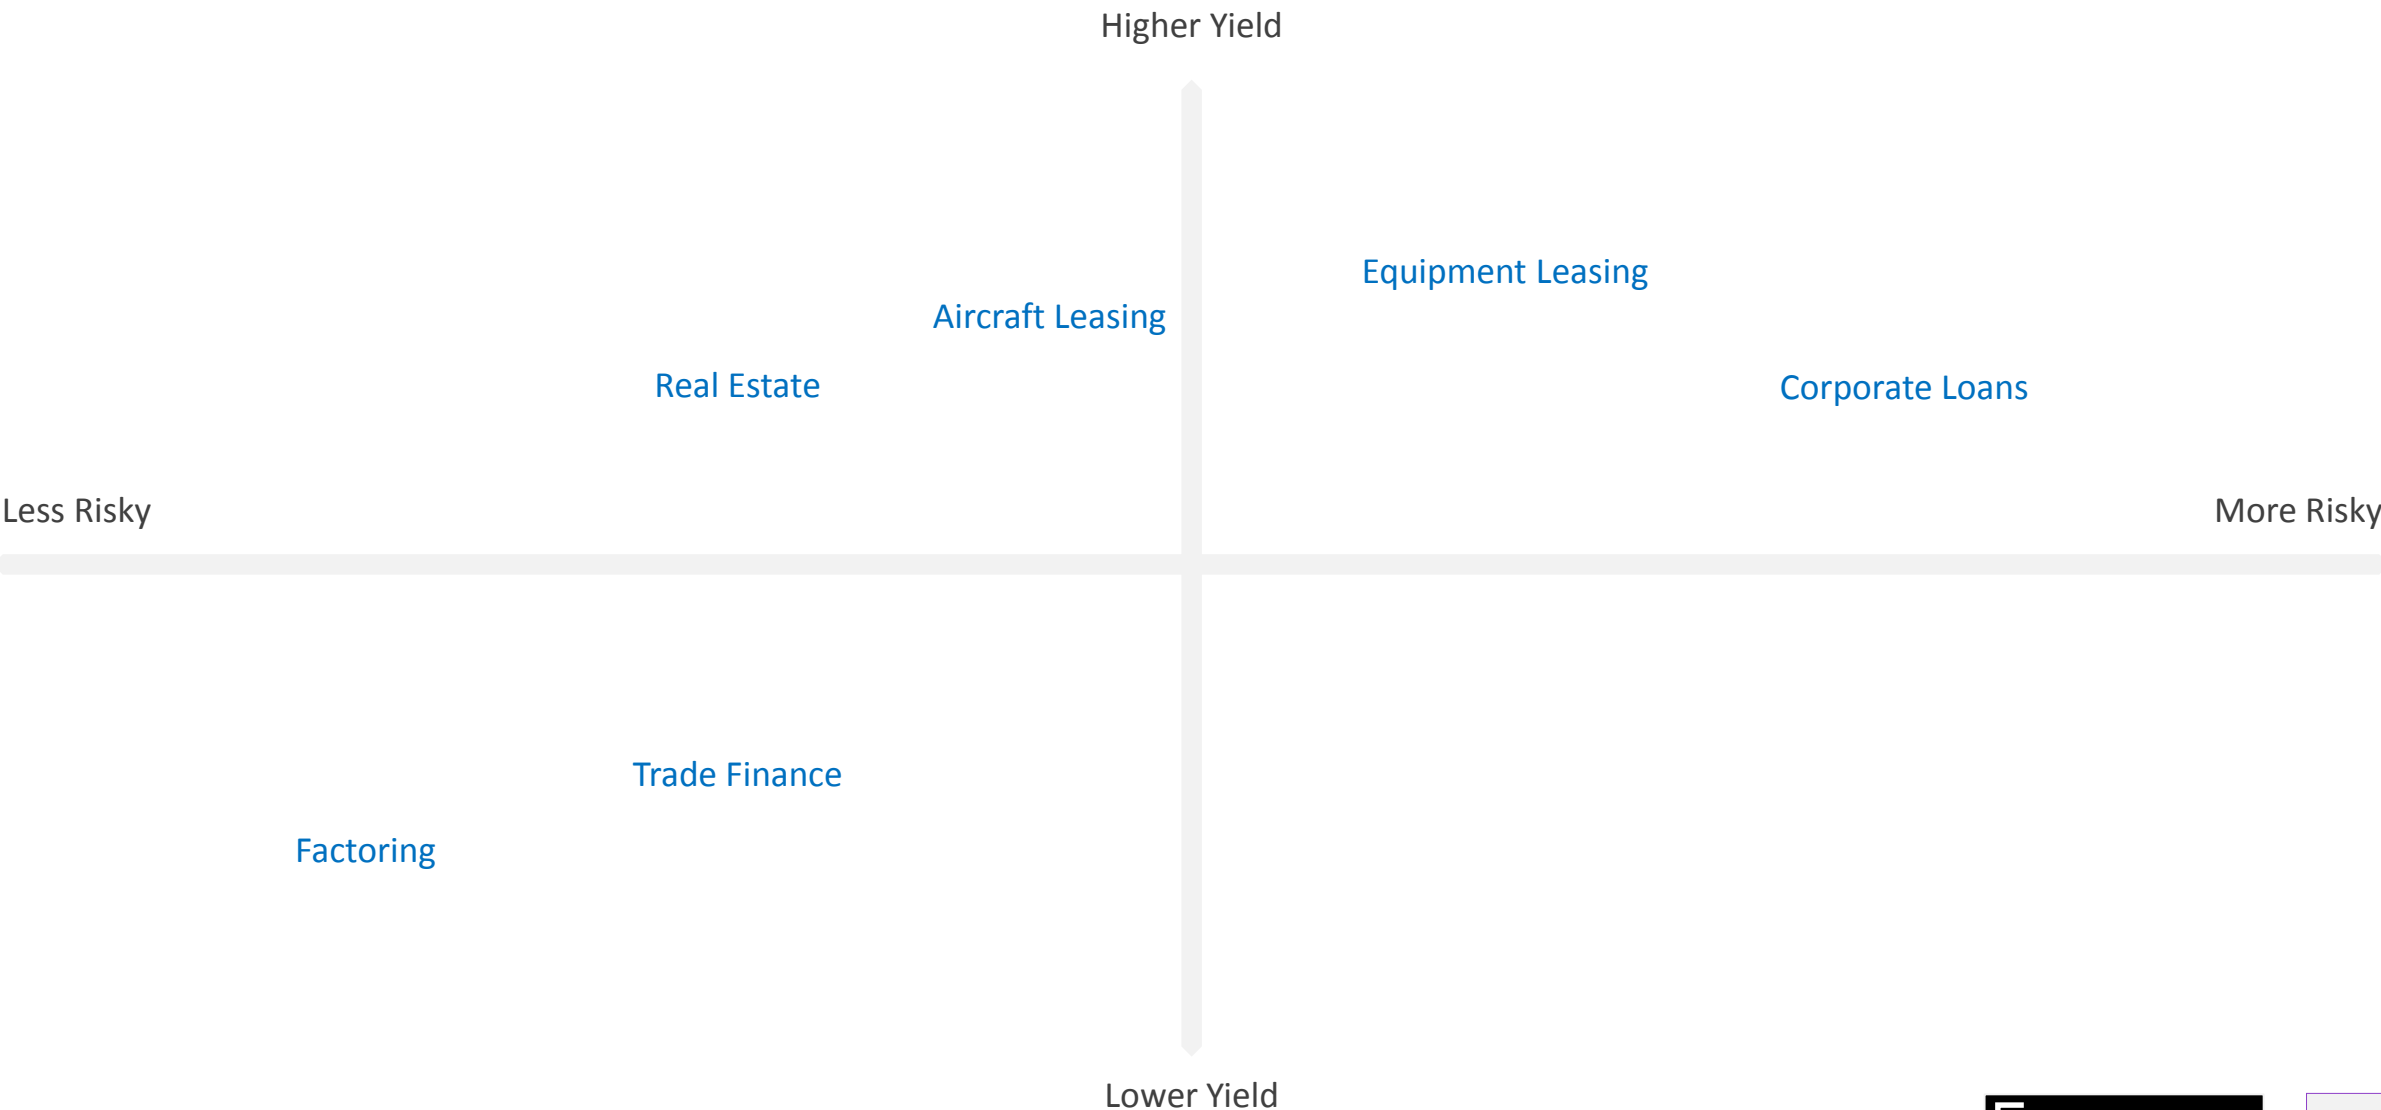 Higher Yield
Equipment Leasing
Aircraft Leasing
Real Estate
Corporate Loans
Less Risky
More Risky
Trade Finance
Factoring
Lower Yield